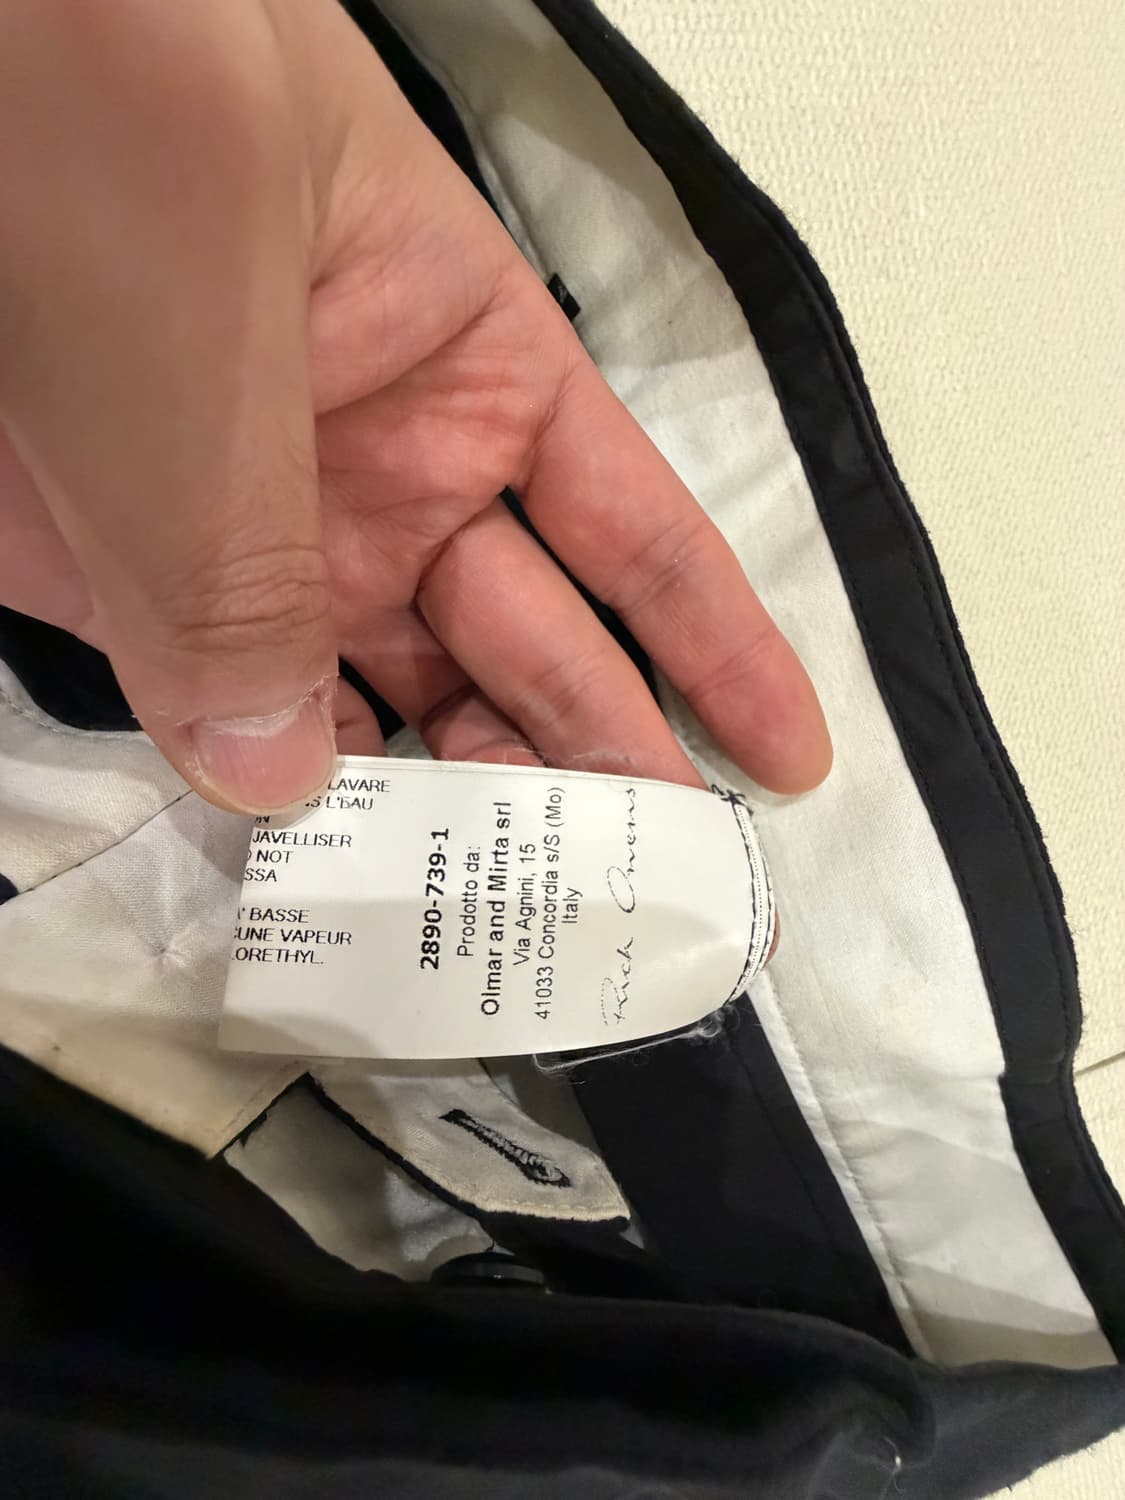 LAVARE
S L'EAU
ON
JAVELLISER
NOT
SSA
A' BASSE
CUNE VAPEUR
LORETHYL.
2890-739-1
Prodotto da:
Olmar and Mirta srl
Via Agnini, 15
41033 Concordia s/S (Mo)
Italy
Rick Owens